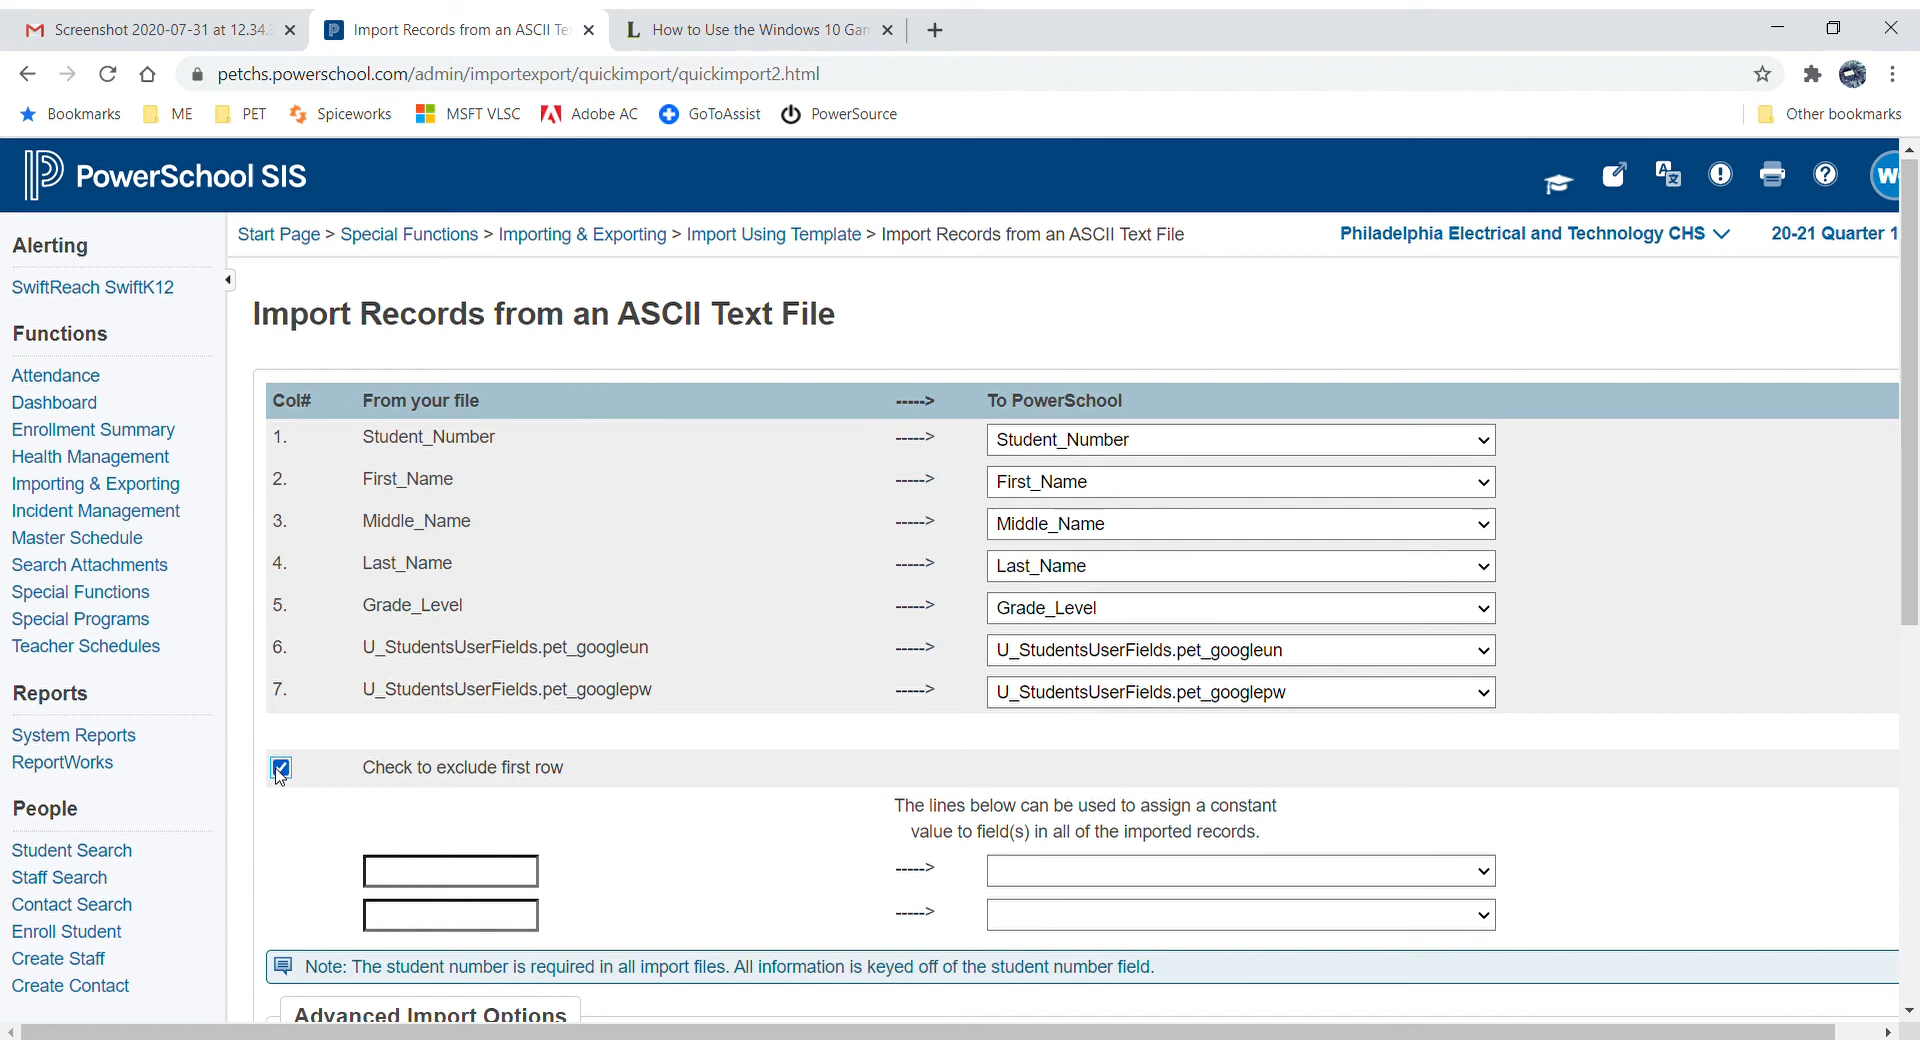 Screenshot 2020-07-31 at 12.34.
Import Records from an ASCII Te
How to Use the Windows 10 Gam
petchs.powerschool.com/admin/importexport/quickimport/quickimport2.html
Bookmarks ME PET Spiceworks MSFT VLSC Adobe AC GoToAssist PowerSource Other bookmarks
PowerSchool SIS
Start Page > Special Functions > Importing & Exporting > Import Using Template > Import Records from an ASCII Text File
Philadelphia Electrical and Technology CHS
20-21 Quarter 1
Alerting
SwiftReach SwiftK12
Functions
Attendance
Dashboard
Enrollment Summary
Health Management
Importing & Exporting
Incident Management
Master Schedule
Search Attachments
Special Functions
Special Programs
Teacher Schedules
Reports
System Reports
ReportWorks
People
Student Search
Staff Search
Contact Search
Enroll Student
Create Staff
Create Contact
Import Records from an ASCII Text File
Col# From your file -----> To PowerSchool
1. Student_Number -----> Student_Number
2. First_Name -----> First_Name
3. Middle_Name -----> Middle_Name
4. Last_Name -----> Last_Name
5. Grade_Level -----> Grade_Level
6. U_StudentsUserFields.pet_googleun -----> U_StudentsUserFields.pet_googleun
7. U_StudentsUserFields.pet_googlepw -----> U_StudentsUserFields.pet_googlepw
Check to exclude first row
The lines below can be used to assign a constant
value to field(s) in all of the imported records.
----->
----->
Note: The student number is required in all import files. All information is keyed off of the student number field.
Advanced Import Options